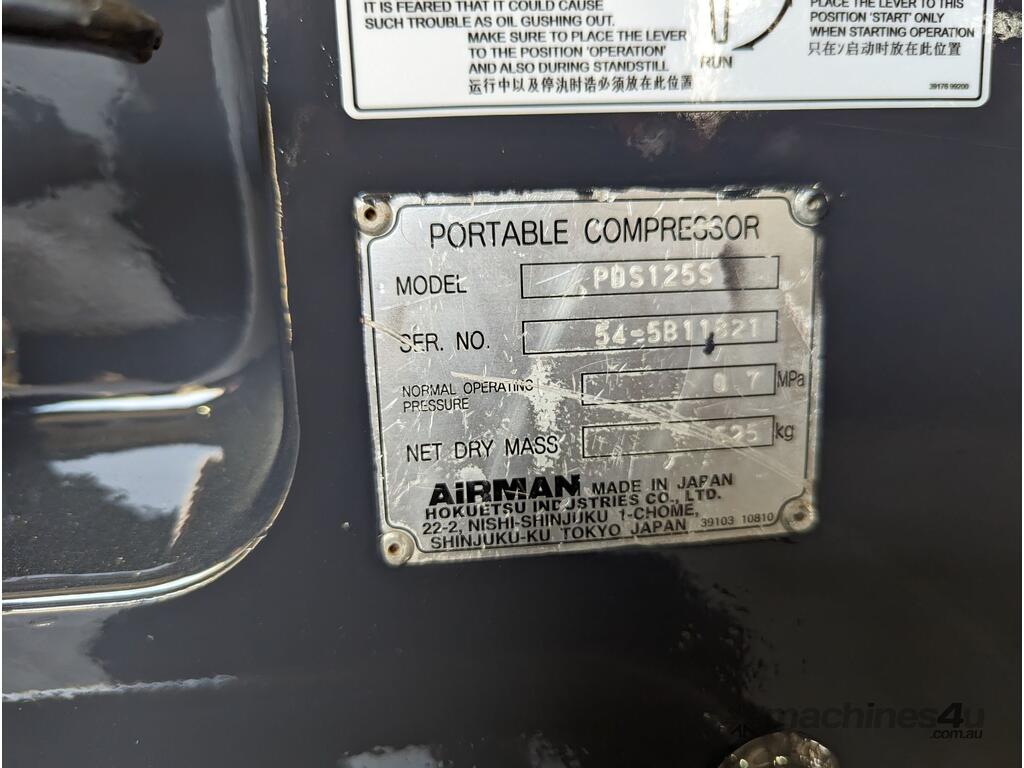 IT IS FEARED THAT IT COULD CAUSE
SUCH TROUBLE AS OIL GUSHING OUT.
MAKE SURE TO PLACE THE LEVER
TO THE POSITION 'OPERATION'
AND ALSO DURING STANDSTILL
运行中以及停氿时诰必须放在此位置
RUN
PLACE THE LEVER TO THIS
POSITION 'START' ONLY
WHEN STARTING OPERATION
只在ソ启动时放在此位置
39176 99200
PORTABLE COMPRESSOR
MODEL PDS125S
SER. NO.
NORMAL OPERATING
PRESSURE 0.7 MPa
NET DRY MASS kg
AIRMAN MADE IN JAPAN
HOKUETSU INDUSTRIES CO., LTD.
22-2, NISHI-SHINJUKU 1-CHOME,
SHINJUKU-KU TOKYO JAPAN 39103 10810
machines4u
.com.au